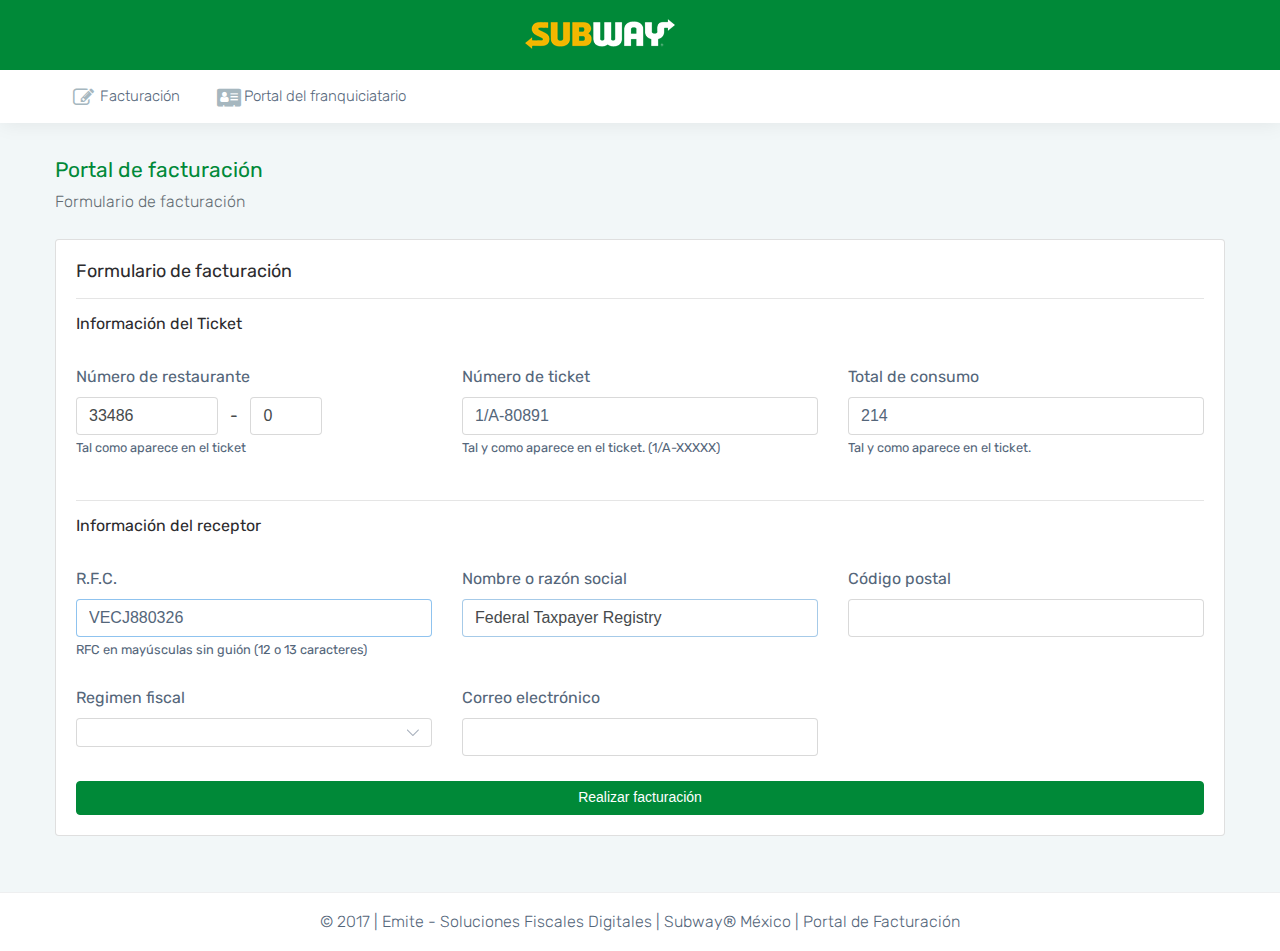 SUBWAY
Facturación
Portal del franquiciatario
Portal de facturación
Formulario de facturación
Formulario de facturación
Información del Ticket
Número de restaurante
Número de ticket
Total de consumo
33486 - 0
1/A-80891
214
Tal como aparece en el ticket
Tal y como aparece en el ticket. (1/A-XXXXX)
Tal y como aparece en el ticket.
Información del receptor
R.F.C.
Nombre o razón social
Código postal
VECJ880326
Federal Taxpayer Registry
RFC en mayúsculas sin guión (12 o 13 caracteres)
Regimen fiscal
Correo electrónico
Realizar facturación
© 2017 | Emite - Soluciones Fiscales Digitales | Subway® México | Portal de Facturación